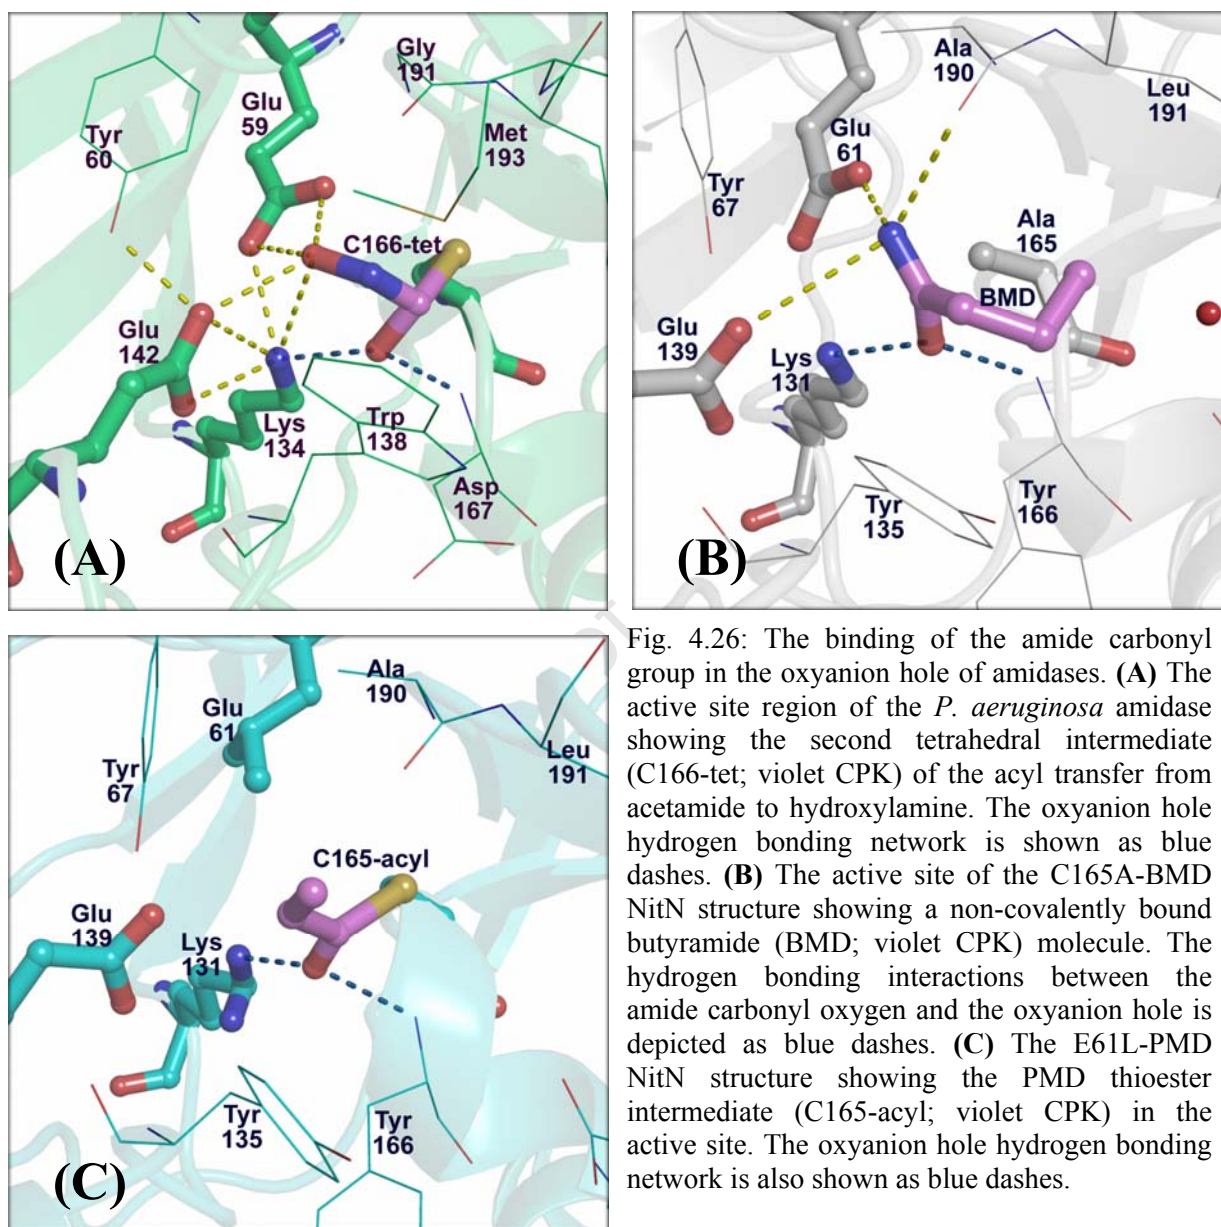 Gly
191
Glu
59
Tyr
60
Met
193
C166-tet
Glu
142
Lys
134
Trp
138
Asp
167
(A)
Ala
190
Leu
191
Glu
61
Tyr
67
Ala
165
BMD
Glu
139
Lys
131
Tyr
135
Tyr
166
(B)
Ala
190
Glu
61
Tyr
67
Leu
191
C165-acyl
Glu
139
Lys
131
Tyr
135
Tyr
166
(C)
Fig. 4.26: The binding of the amide carbonyl
group in the oxyanion hole of amidases. (A) The
active site region of the P. aeruginosa amidase
showing the second tetrahedral intermediate
(C166-tet; violet CPK) of the acyl transfer from
acetamide to hydroxylamine. The oxyanion hole
hydrogen bonding network is shown as blue
dashes. (B) The active site of the C165A-BMD
NitN structure showing a non-covalently bound
butyramide (BMD; violet CPK) molecule. The
hydrogen bonding interactions between the
amide carbonyl oxygen and the oxyanion hole is
depicted as blue dashes. (C) The E61L-PMD
NitN structure showing the PMD thioester
intermediate (C165-acyl; violet CPK) in the
active site. The oxyanion hole hydrogen bonding
network is also shown as blue dashes.